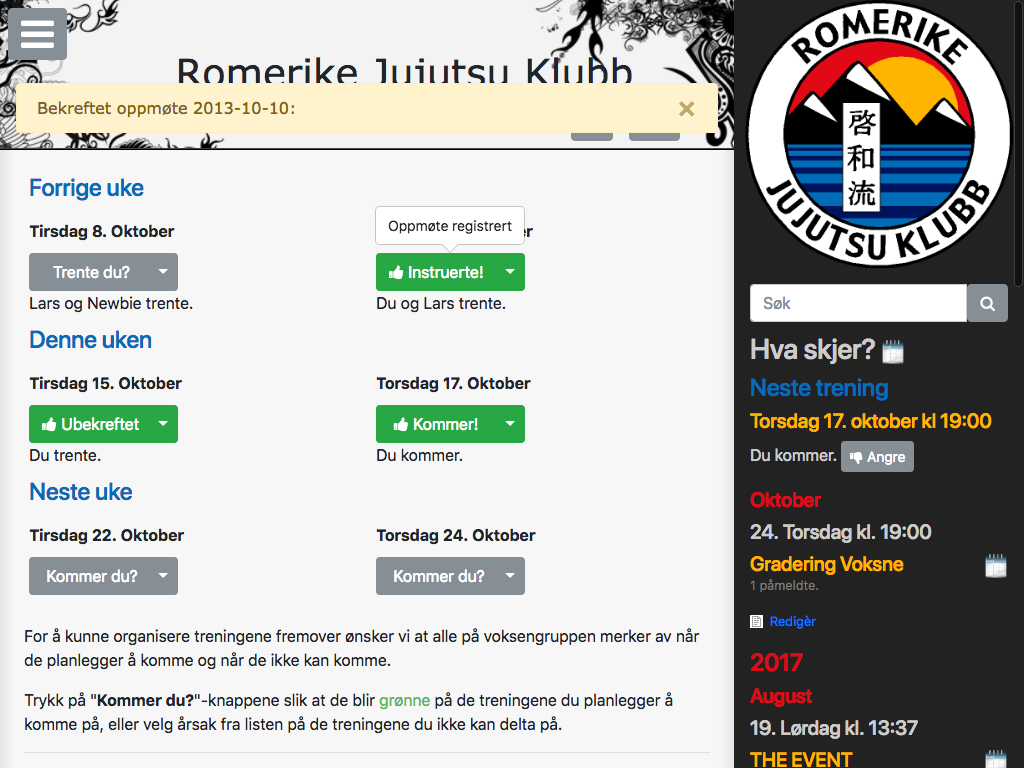 Romerike Jujutsu Klubb
Bekreftet oppmøte 2013-10-10:
×
Forrige uke
Tirsdag 8. Oktober
Oppmøte registrert
Trente du?
Instruerte!
Lars og Newbie trente.
Du og Lars trente.
Denne uken
Tirsdag 15. Oktober
Torsdag 17. Oktober
Ubekreftet
Kommer!
Du trente.
Du kommer.
Neste uke
Tirsdag 22. Oktober
Torsdag 24. Oktober
Kommer du?
Kommer du?
For å kunne organisere treningene fremover ønsker vi at alle på voksengruppen merker av når
de planlegger å komme og når de ikke kan komme.
Trykk på "Kommer du?"-knappene slik at de blir grønne på de treningene du planlegger å
komme på, eller velg årsak fra listen på de treningene du ikke kan delta på.
ROMERIKE
啓和流
JUJUTSU KLUBB
Søk
Hva skjer?
Neste trening
Torsdag 17. oktober kl 19:00
Du kommer. Angre
Oktober
24. Torsdag kl. 19:00
Gradering Voksne
1 påmeldte.
Redigèr
2017
August
19. Lørdag kl. 13:37
THE EVENT